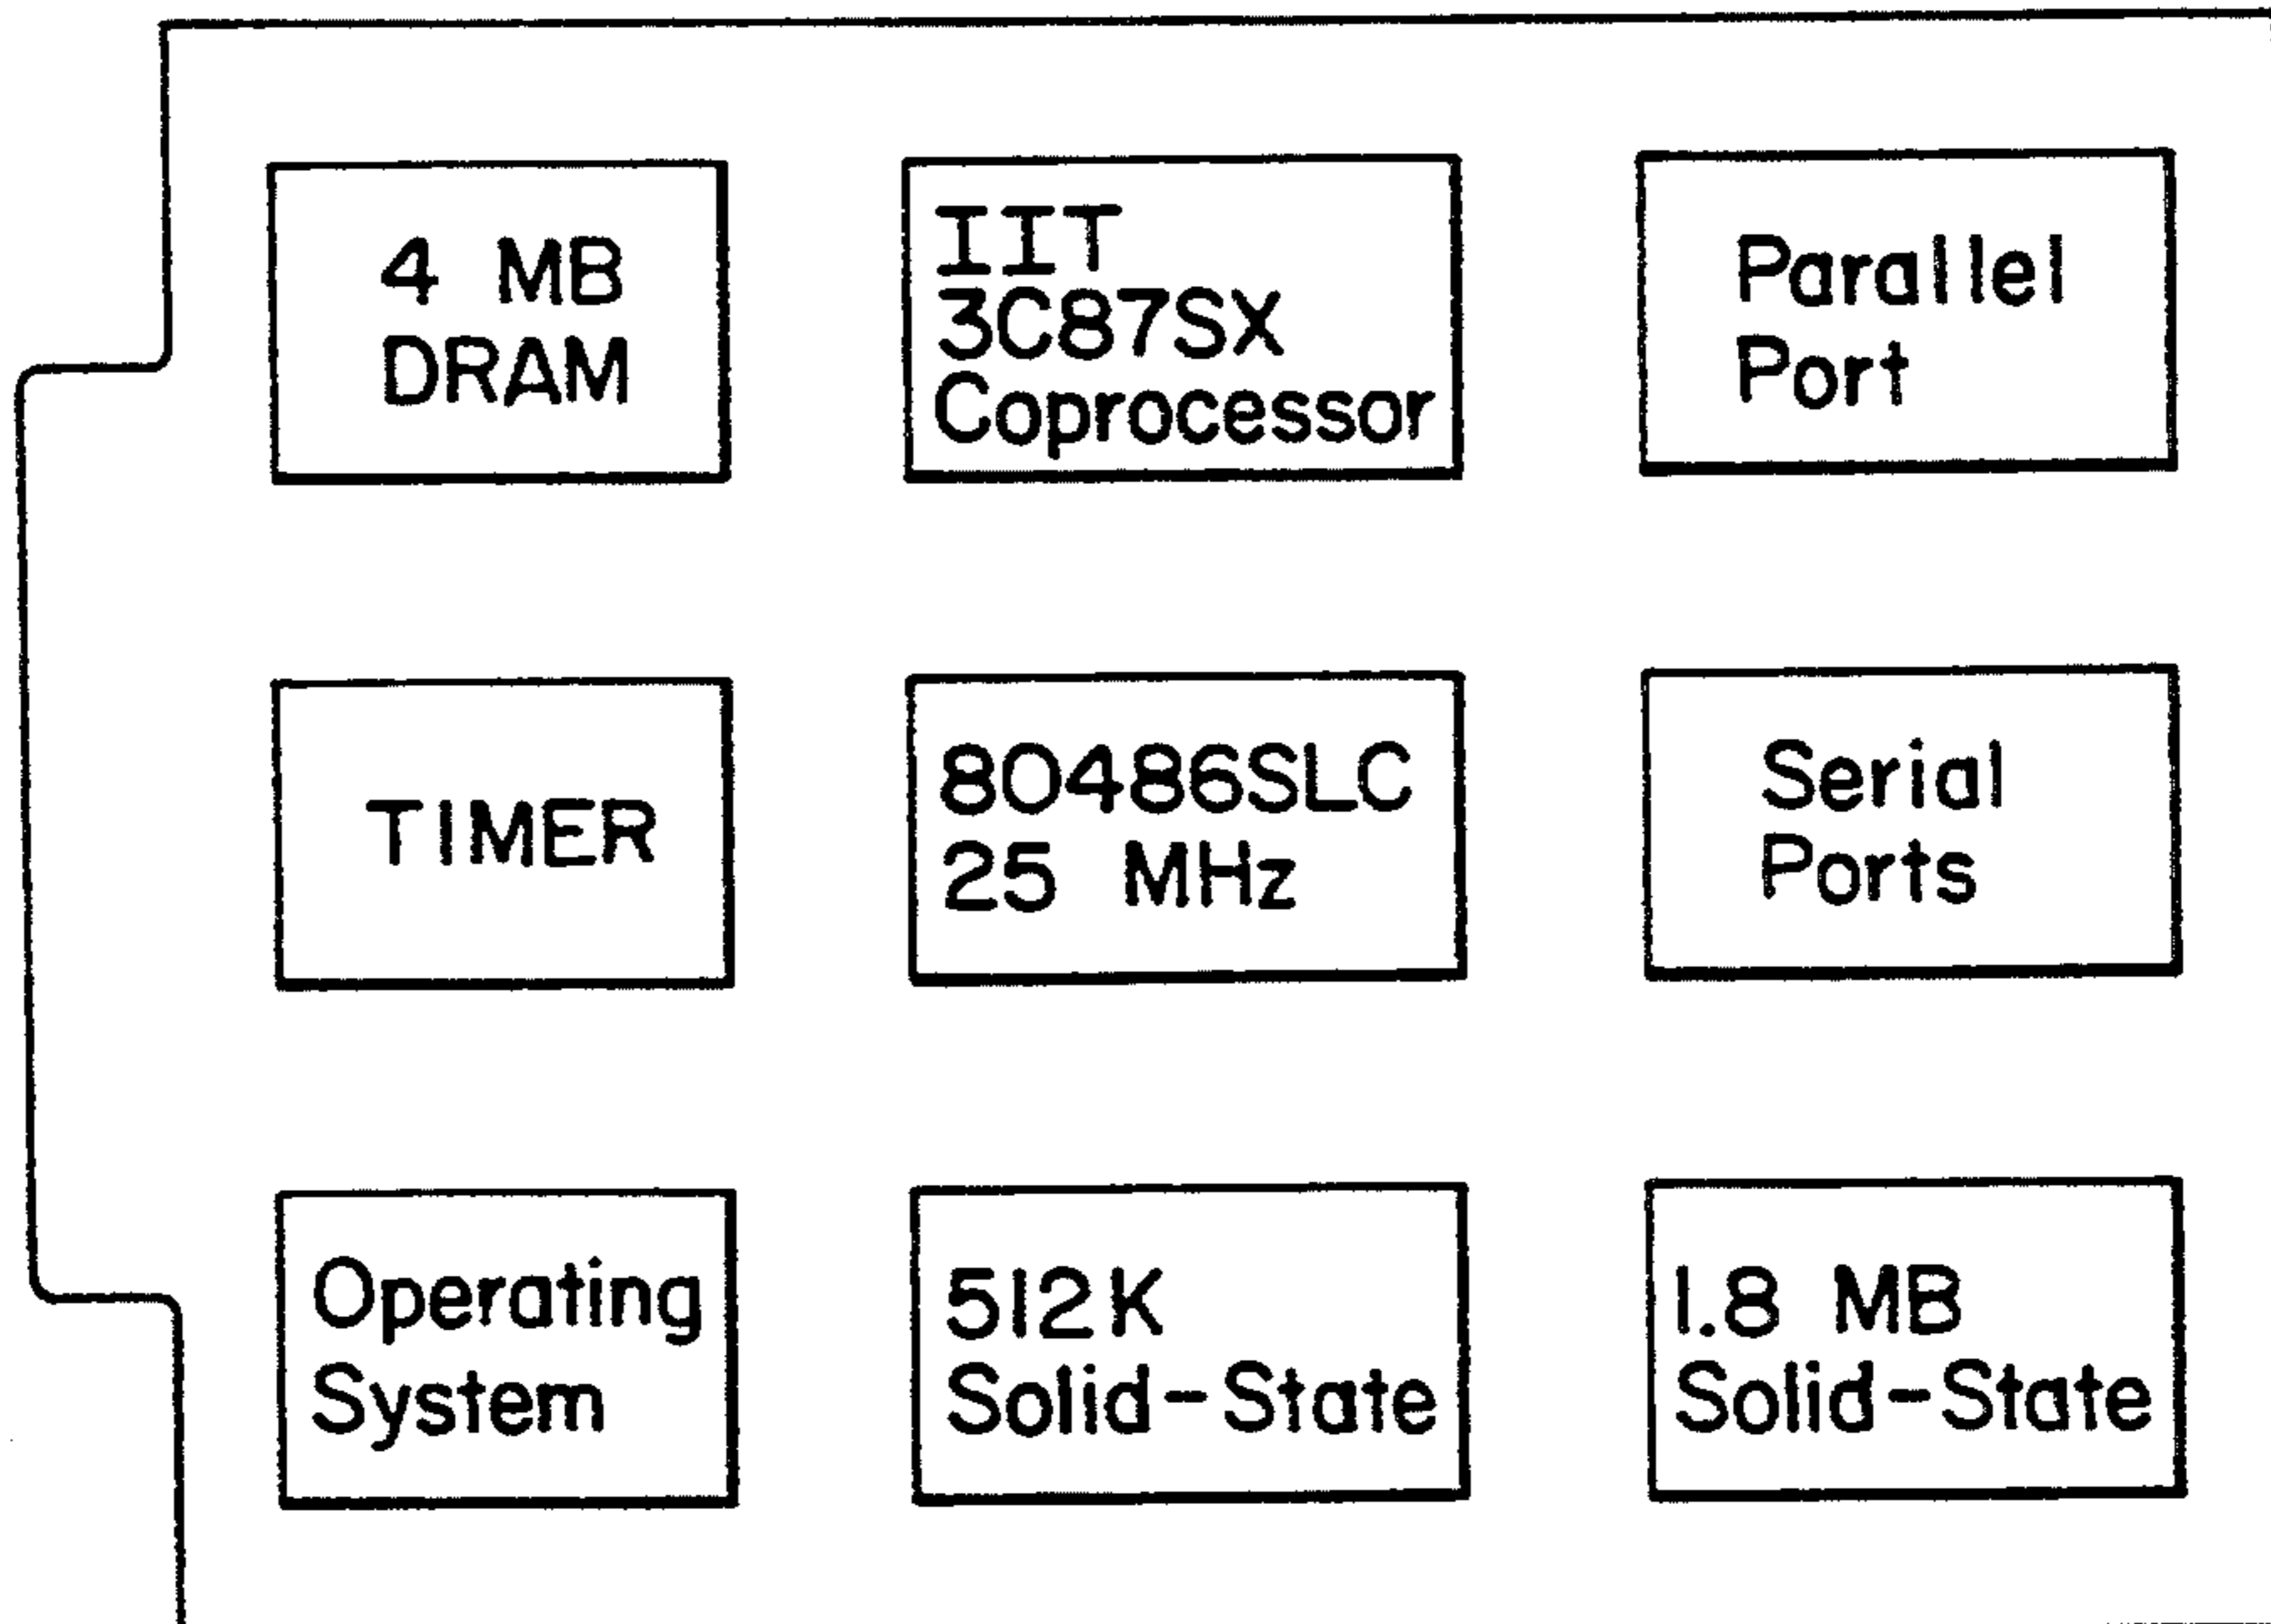 4 MB
DRAM
IIT
3C87SX
Coprocessor
Parallel
Port
TIMER
80486SLC
25 MHz
Serial
Ports
Operating
System
512K
Solid-State
1.8 MB
Solid-State